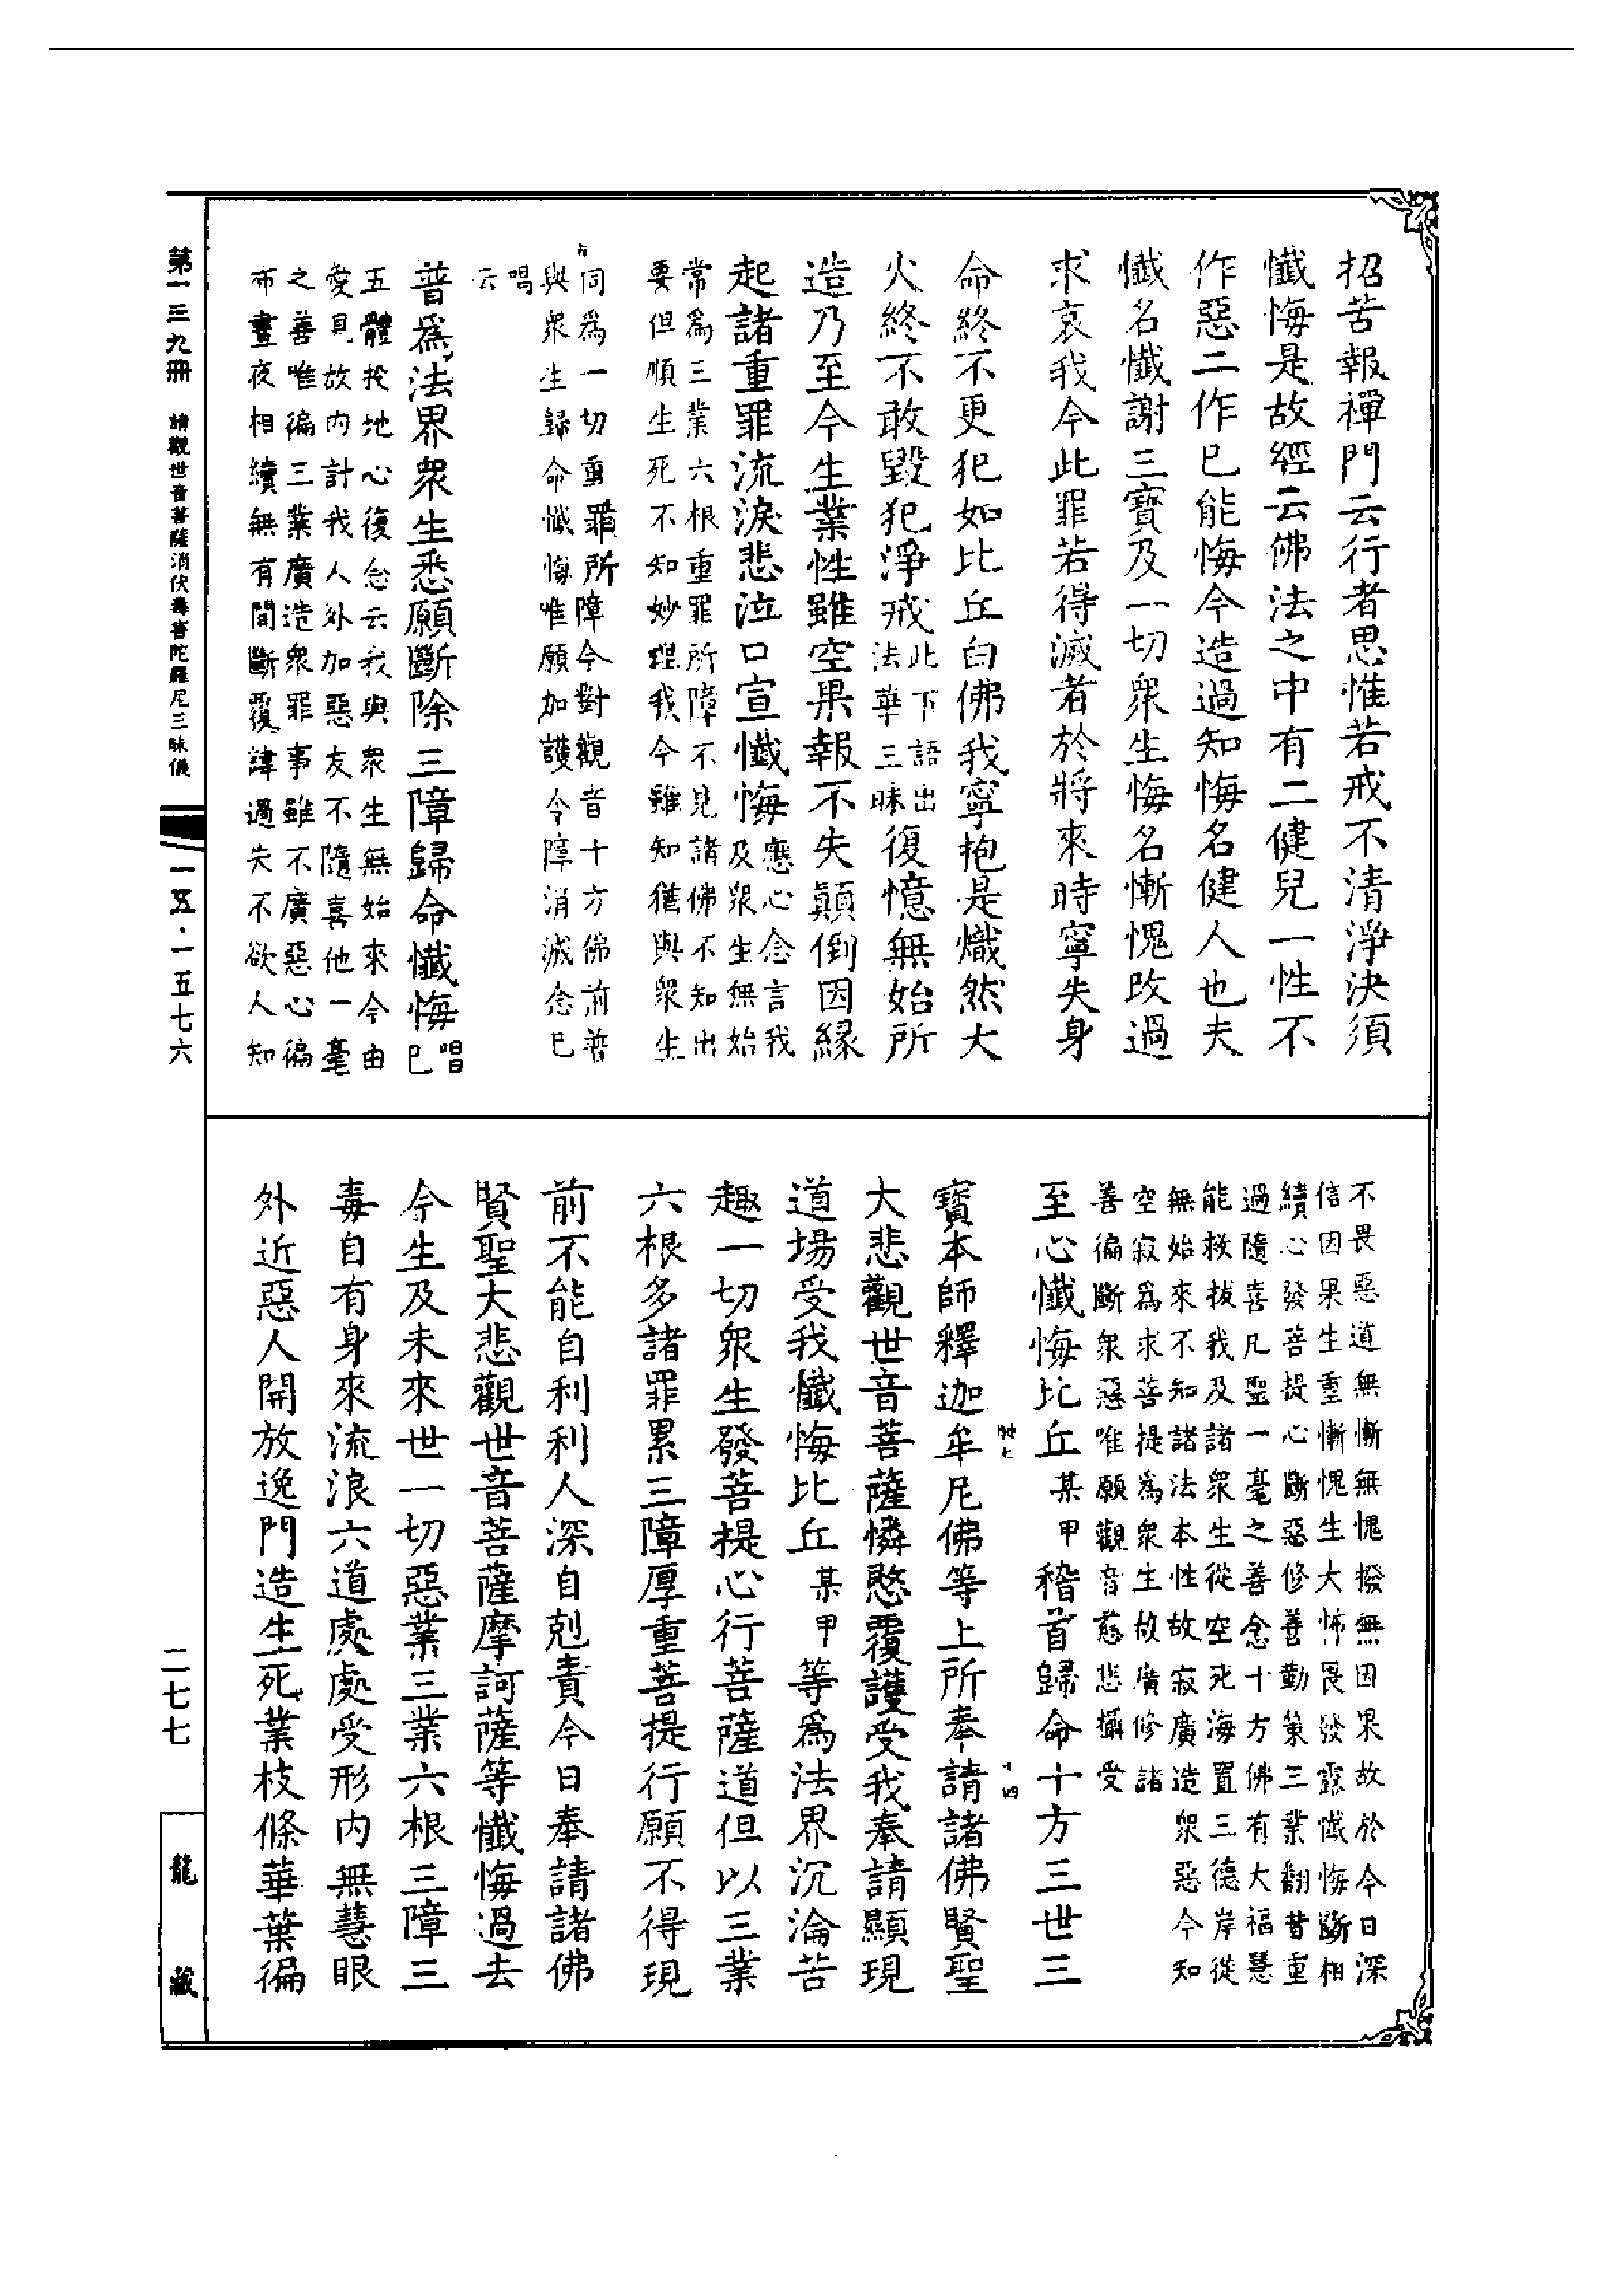 招苦報禪門云行者思惟若戒不清淨決須
懺悔是故經云佛法之中有二健兒一性不
作惡二作已能悔今造過知悔名健人也夫
懺名懺謝三寶及一切衆生悔名慚愧改過
求哀我今此罪若得滅者於將來時寧失身
命終不更犯如比丘白佛我寧抱是熾然大
火終不敢毀犯淨戒此下語出法華三昧復憶無始所
造乃至今生業性雖空果報不失顛倒因緣
起諸重罪流淚悲泣口宣懺悔應心念言我及衆生無始
常爲三業六根重罪所障不見諸佛不知出
要但順生死不知妙理我今雖知猶與衆生
同爲一切重罪所障今對觀音十方佛前普
與衆生歸命懺悔唯願加護令障消滅念已
唱
云
普爲法界衆生悉願斷除三障歸命懺悔唱已
五體投地心復念云我與衆生無始來今由
愛見故內計我人外加惡友不隨喜他一毫
之善唯徧三業廣造衆罪事雖不廣惡心徧
布晝夜相續無有間斷覆諱過失不欲人知
不畏惡道無慚無愧撥無因果故於今日深
信因果生重慚愧生大怖畏發露懺悔斷相
續心發菩提心斷惡修善勤策三業翻昔重
過隨喜凡聖一毫之善念十方佛有大福慧
能救拔我及諸衆生從空死海置三德岸從
無始來不知諸法本性故寂廣造衆惡今知
空寂爲求菩提爲衆生故廣修諸
善徧斷衆惡唯願觀音慈悲攝受
至心懺悔比丘某甲稽首歸命十方三世三
寶本師釋迦牟尼佛等上所奉請諸佛賢聖
大悲觀世音菩薩憐愍覆護受我奉請顯現
道場受我懺悔比丘某甲等爲法界沉淪苦
趣一切衆生發菩提心行菩薩道但以三業
六根多諸罪累三障厚重菩提行願不得現
前不能自利利人深自剋責今日奉請諸佛
賢聖大悲觀世音菩薩摩訶薩等懺悔過去
今生及未來世一切惡業三業六根三障三
毒自有身來流浪六道處處受形內無慧眼
外近惡人開放逸門造生死業枝條華葉徧
第一三九冊 請觀世音菩薩消伏毒害陀羅尼三昧儀
一五·一五七六
二七七
龍藏